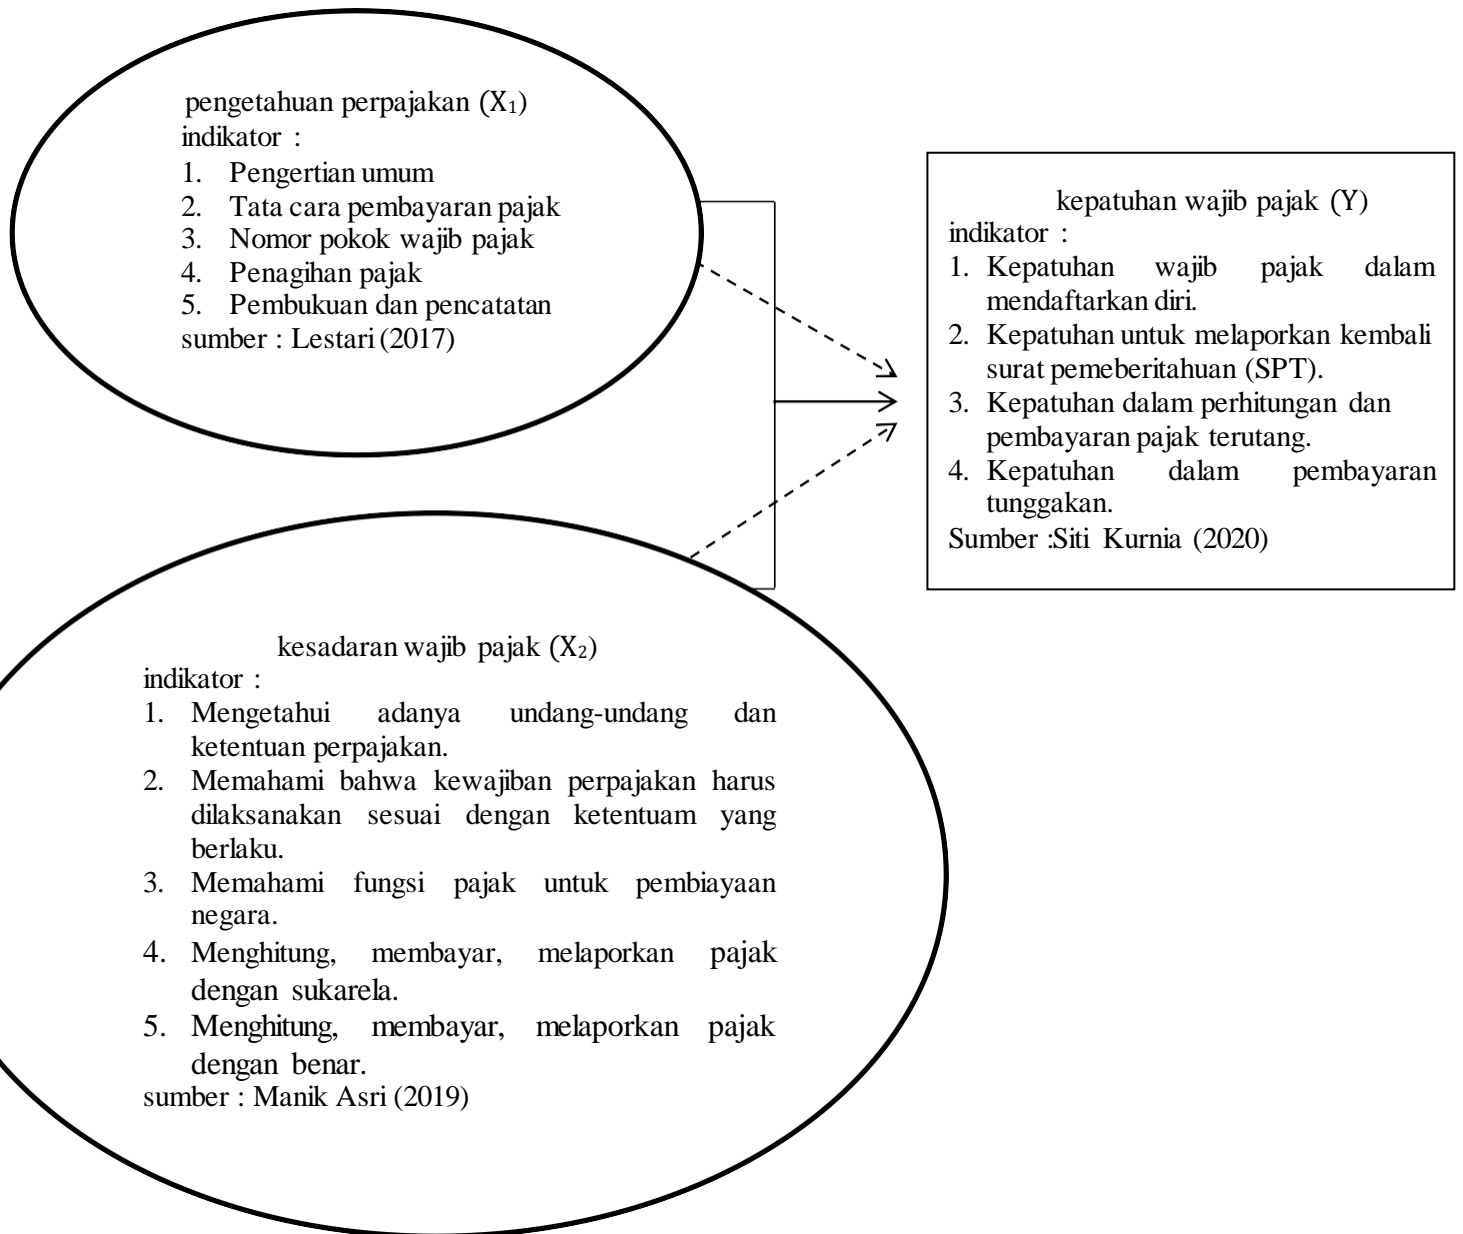 pengetahuan perpajakan (X₁)
indikator :
1. Pengertian umum
2. Tata cara pembayaran pajak
3. Nomor pokok wajib pajak
4. Penagihan pajak
5. Pembukuan dan pencatatan
sumber : Lestari (2017)
kepatuhan wajib pajak (Y)
indikator :
1. Kepatuhan wajib pajak dalam
mendaftarkan diri.
2. Kepatuhan untuk melaporkan kembali
surat pemeberitahuan (SPT).
3. Kepatuhan dalam perhitungan dan
pembayaran pajak terutang.
4. Kepatuhan dalam pembayaran
tunggakan.
Sumber :Siti Kurnia (2020)
kesadaran wajib pajak (X₂)
indikator :
1. Mengetahui adanya undang-undang dan
ketentuan perpajakan.
2. Memahami bahwa kewajiban perpajakan harus
dilaksanakan sesuai dengan ketentuam yang
berlaku.
3. Memahami fungsi pajak untuk pembiayaan
negara.
4. Menghitung, membayar, melaporkan pajak
dengan sukarela.
5. Menghitung, membayar, melaporkan pajak
dengan benar.
sumber : Manik Asri (2019)